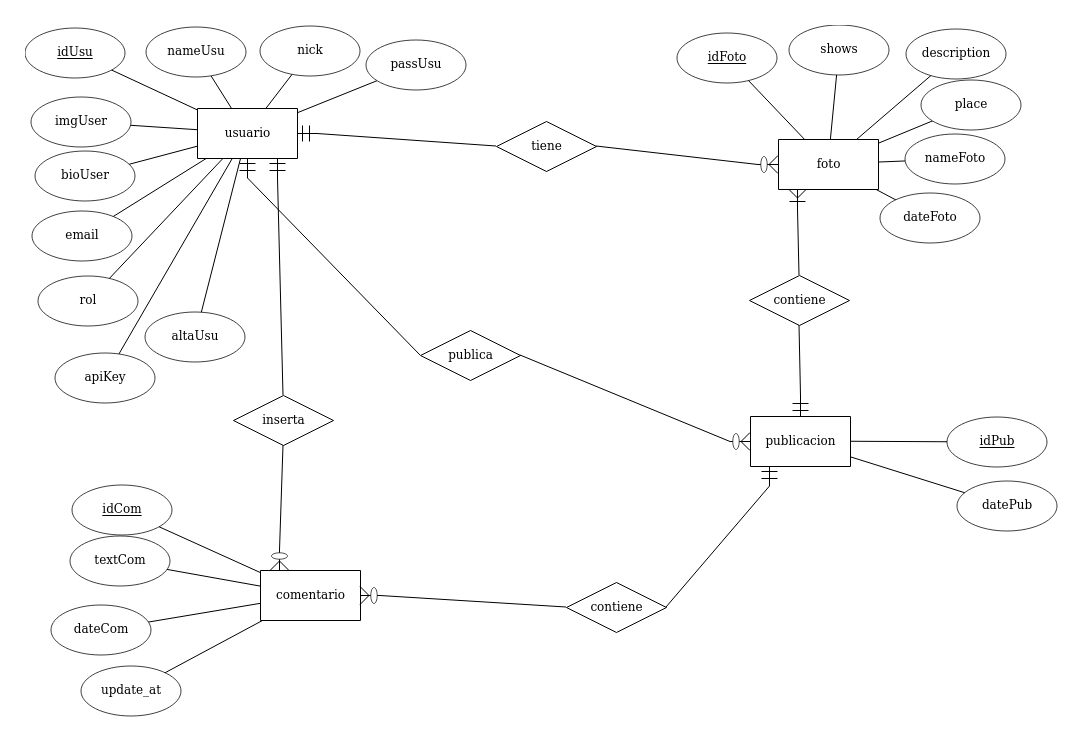 idUsu
nameUsu
nick
passUsu
idFoto
shows
description
imgUser
usuario
place
tiene
foto
nameFoto
bioUser
dateFoto
email
rol
contiene
altaUsu
apiKey
publica
inserta
publicacion
idPub
datePub
idCom
textCom
comentario
contiene
dateCom
update_at